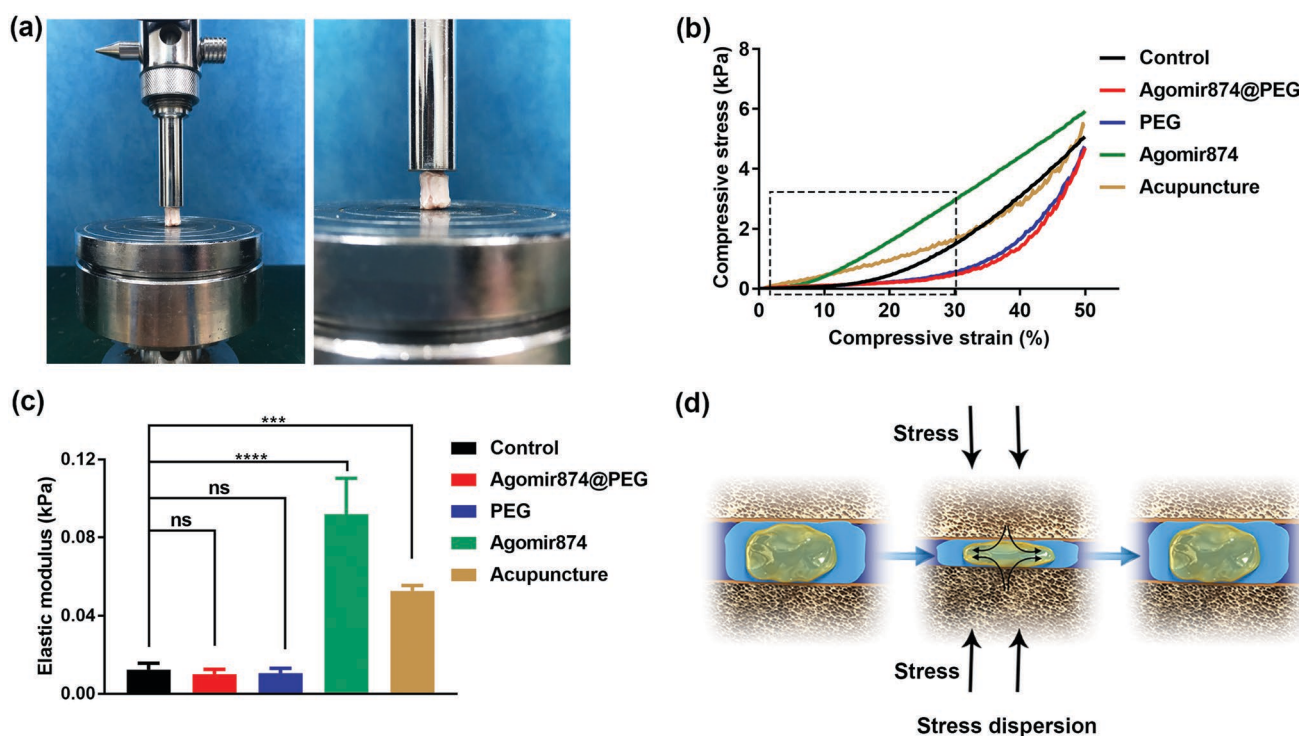 (a)
(b)
8
6
4
2
0
Compressive stress (kPa)
0 10 20 30 40 50
Compressive strain (%)
Control
Agomir874@PEG
PEG
Agomir874
Acupuncture
(c)
***
****
ns
ns
0.12
0.08
0.04
0.00
Elastic modulus (kPa)
Control
Agomir874@PEG
PEG
Agomir874
Acupuncture
(d)
Stress
Stress
Stress dispersion